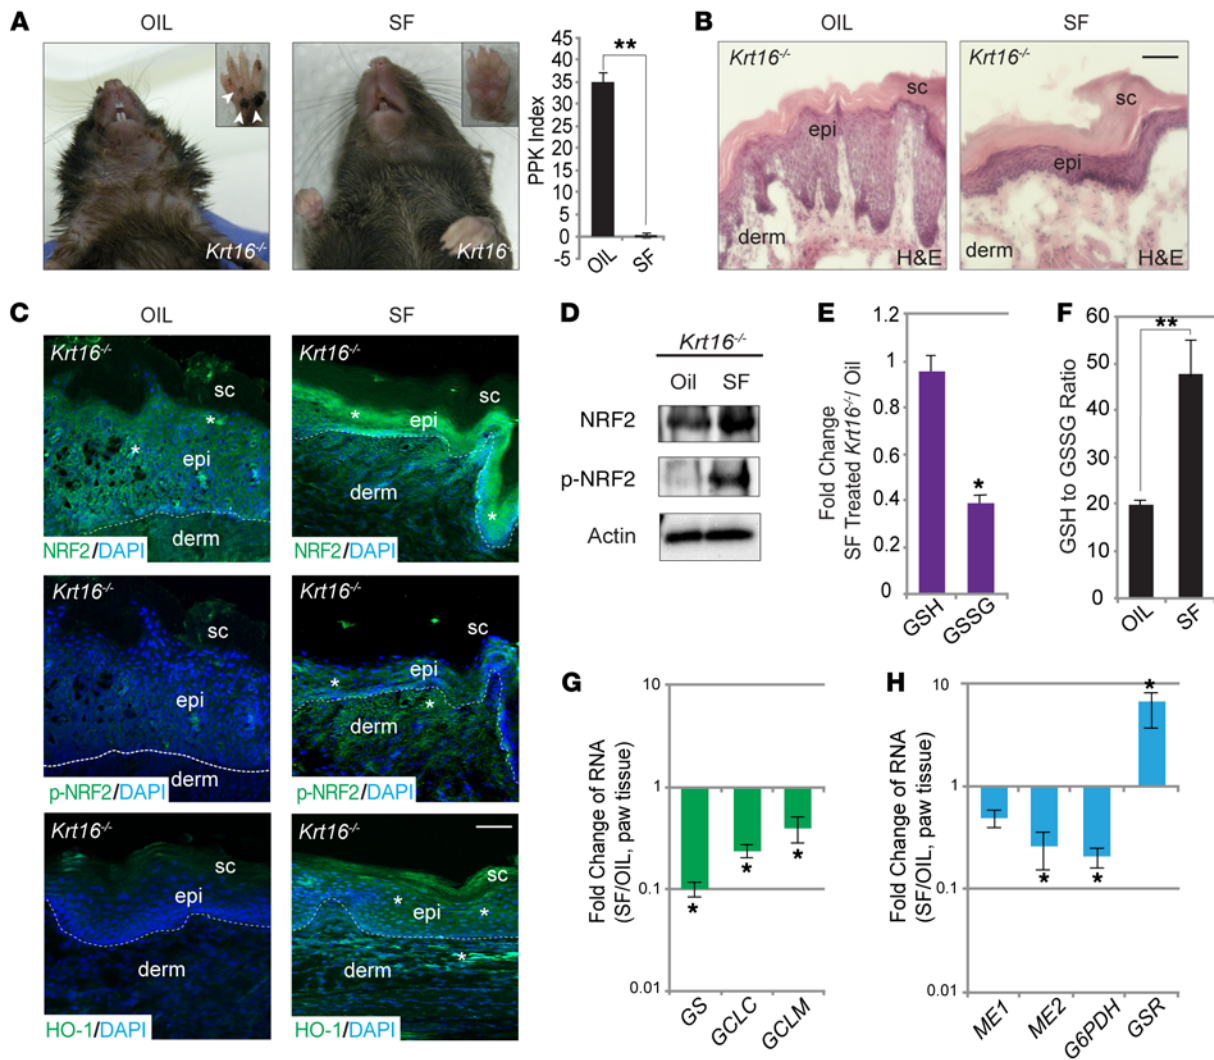 A
OIL
SF
Krt16-/-
Krt16-/-
PPK Index
45
40
35
30
25
20
15
10
5
0
-5
**
OIL
SF
B
OIL
SF
Krt16-/-
sc
epi
derm
H&E
Krt16-/-
sc
epi
derm
H&E
C
OIL
SF
Krt16-/-
sc
*
*
epi
derm
NRF2/DAPI
Krt16-/-
sc
*
epi
derm
*
NRF2/DAPI
Krt16-/-
sc
epi
derm
p-NRF2/DAPI
Krt16-/-
sc
epi
*
*
derm
p-NRF2/DAPI
Krt16-/-
sc
epi
derm
HO-1/DAPI
Krt16-/-
sc
*
epi
*
*
derm
HO-1/DAPI
D
Krt16-/-
Oil SF
NRF2
p-NRF2
Actin
E
Fold Change
SF Treated Krt16-/-/ Oil
1.2
1
0.8
0.6
0.4
0.2
0
*
GSH
GSSG
F
GSH to GSSG Ratio
60
50
40
30
20
10
0
**
OIL
SF
G
Fold Change of RNA
(SF/OIL, paw tissue)
10
1
0.1
0.01
*
*
*
GS
GCLC
GCLM
H
Fold Change of RNA
(SF/OIL, paw tissue)
10
1
0.1
0.01
*
*
*
ME1
ME2
G6PDH
GSR